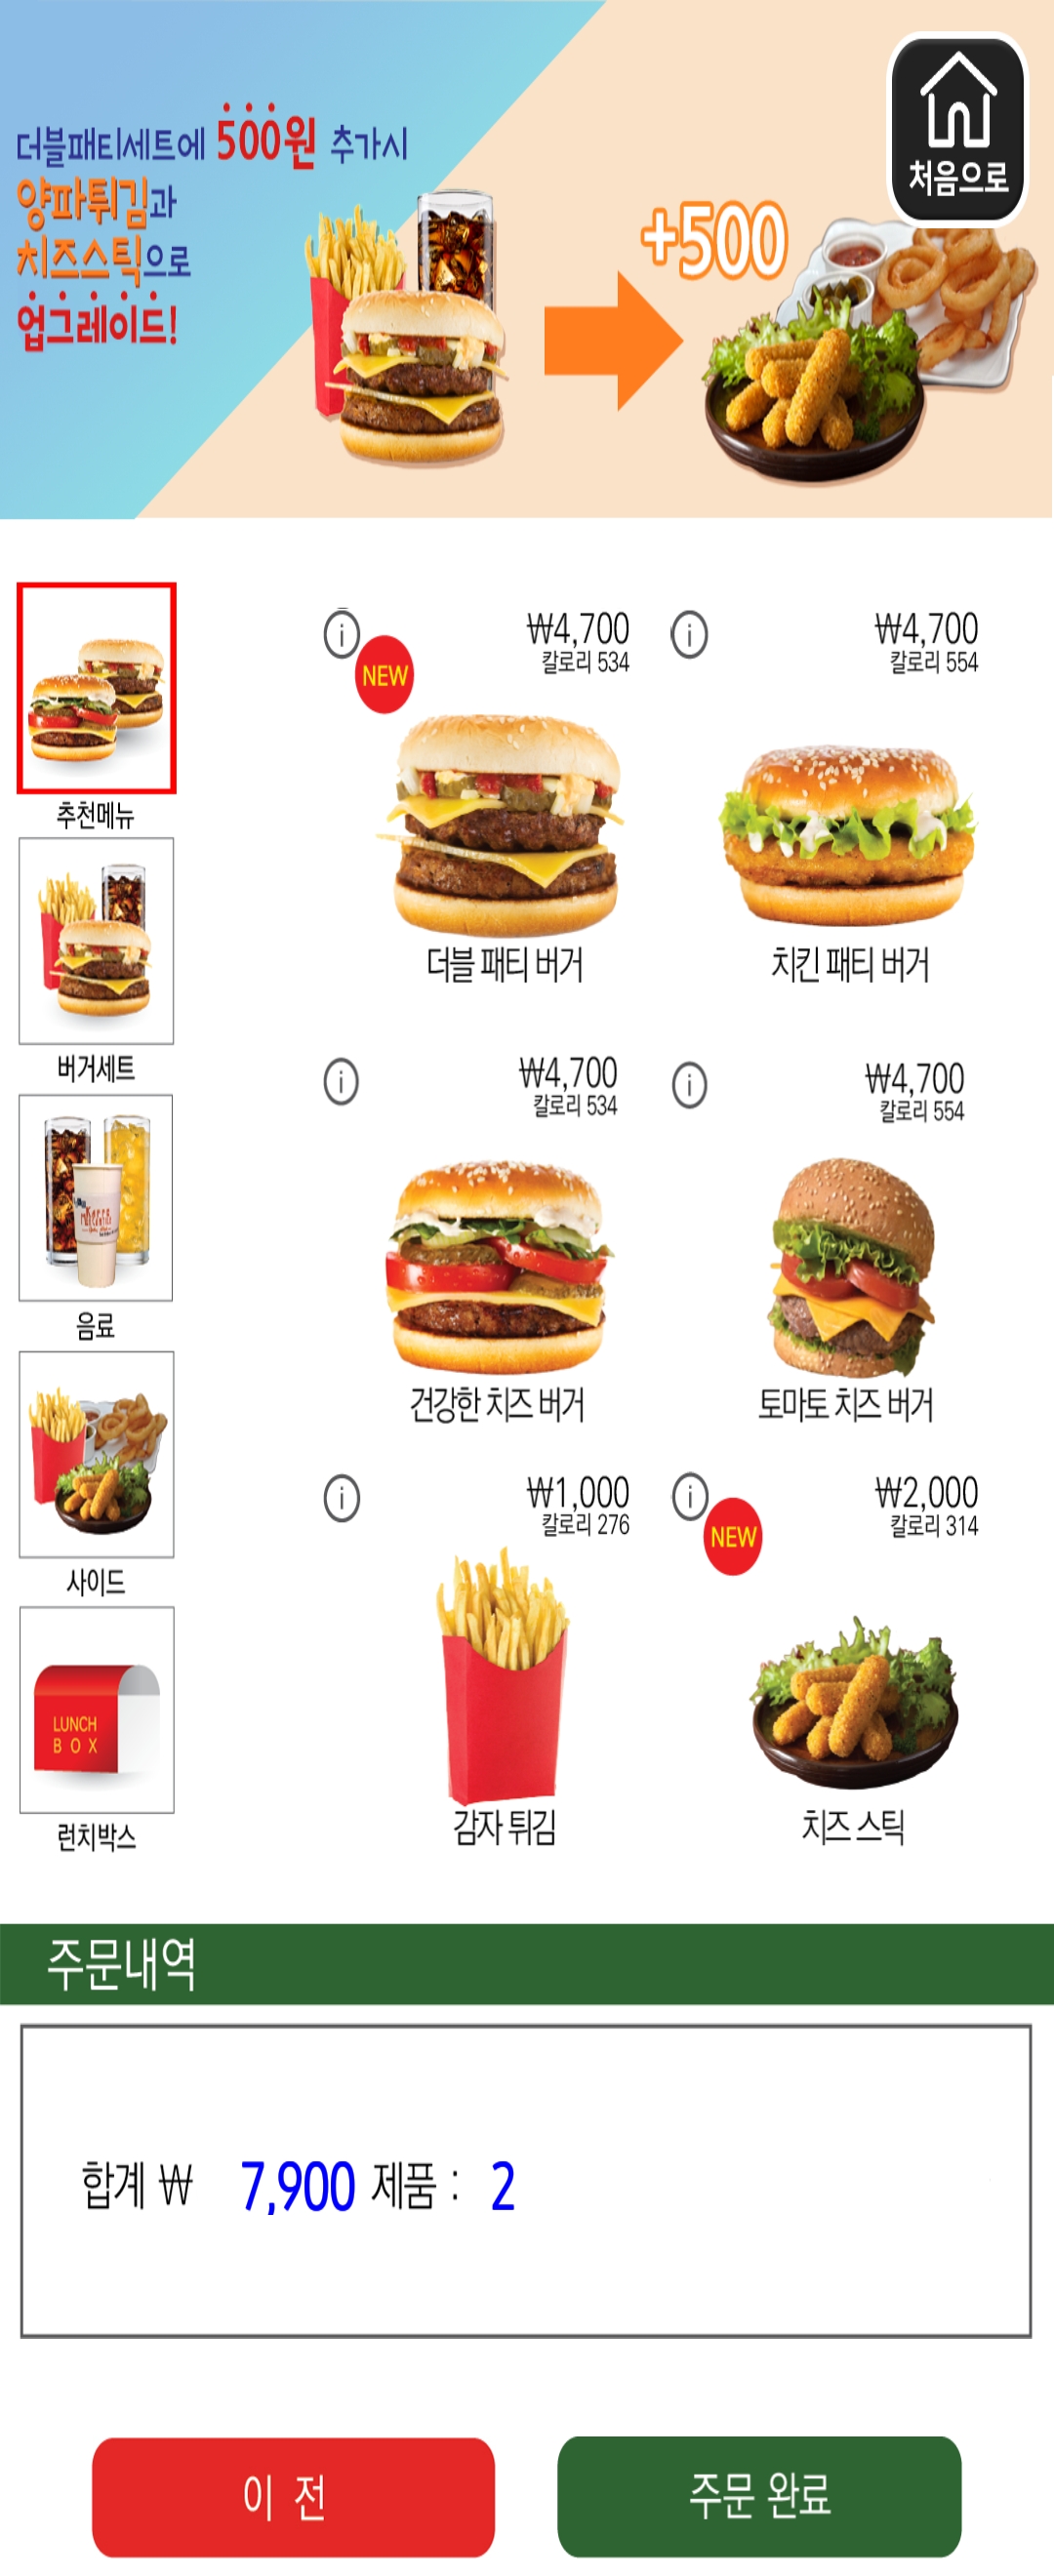 더블패티세트에 500원 추가시
양파튀김과
치즈스틱으로
업그레이드!
+500
처음으로
추천메뉴
버거세트
음료
사이드
LUNCH
BOX
런치박스
i
NEW
₩4,700
칼로리 534
더블 패티 버거
i
₩4,700
칼로리 554
치킨 패티 버거
i
₩4,700
칼로리 534
건강한 치즈 버거
i
₩4,700
칼로리 554
토마토 치즈 버거
i
₩1,000
칼로리 276
감자 튀김
i
NEW
₩2,000
칼로리 314
치즈 스틱
주문내역
합계 ₩ 7,900 제품 : 2
이 전
주문 완료